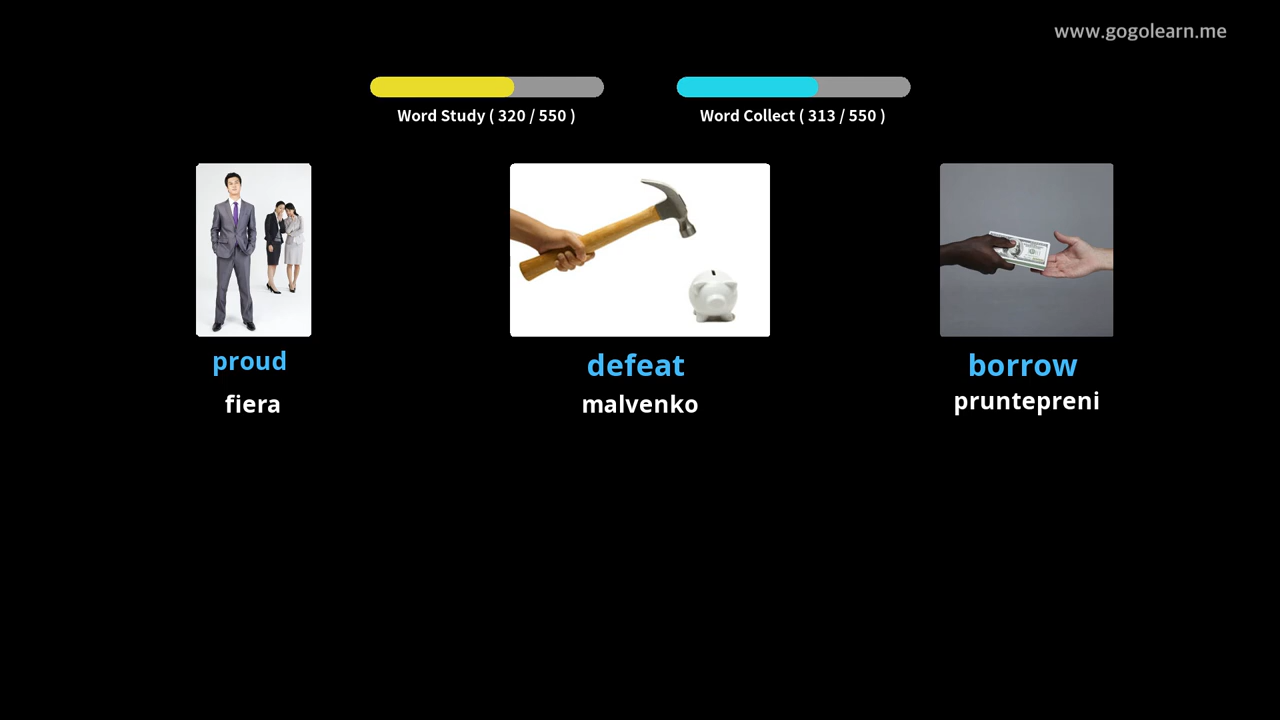 www.gogolearn.me
Word Study ( 320 / 550 )
Word Collect ( 313 / 550 )
proud
defeat
borrow
fiera
malvenko
pruntepreni